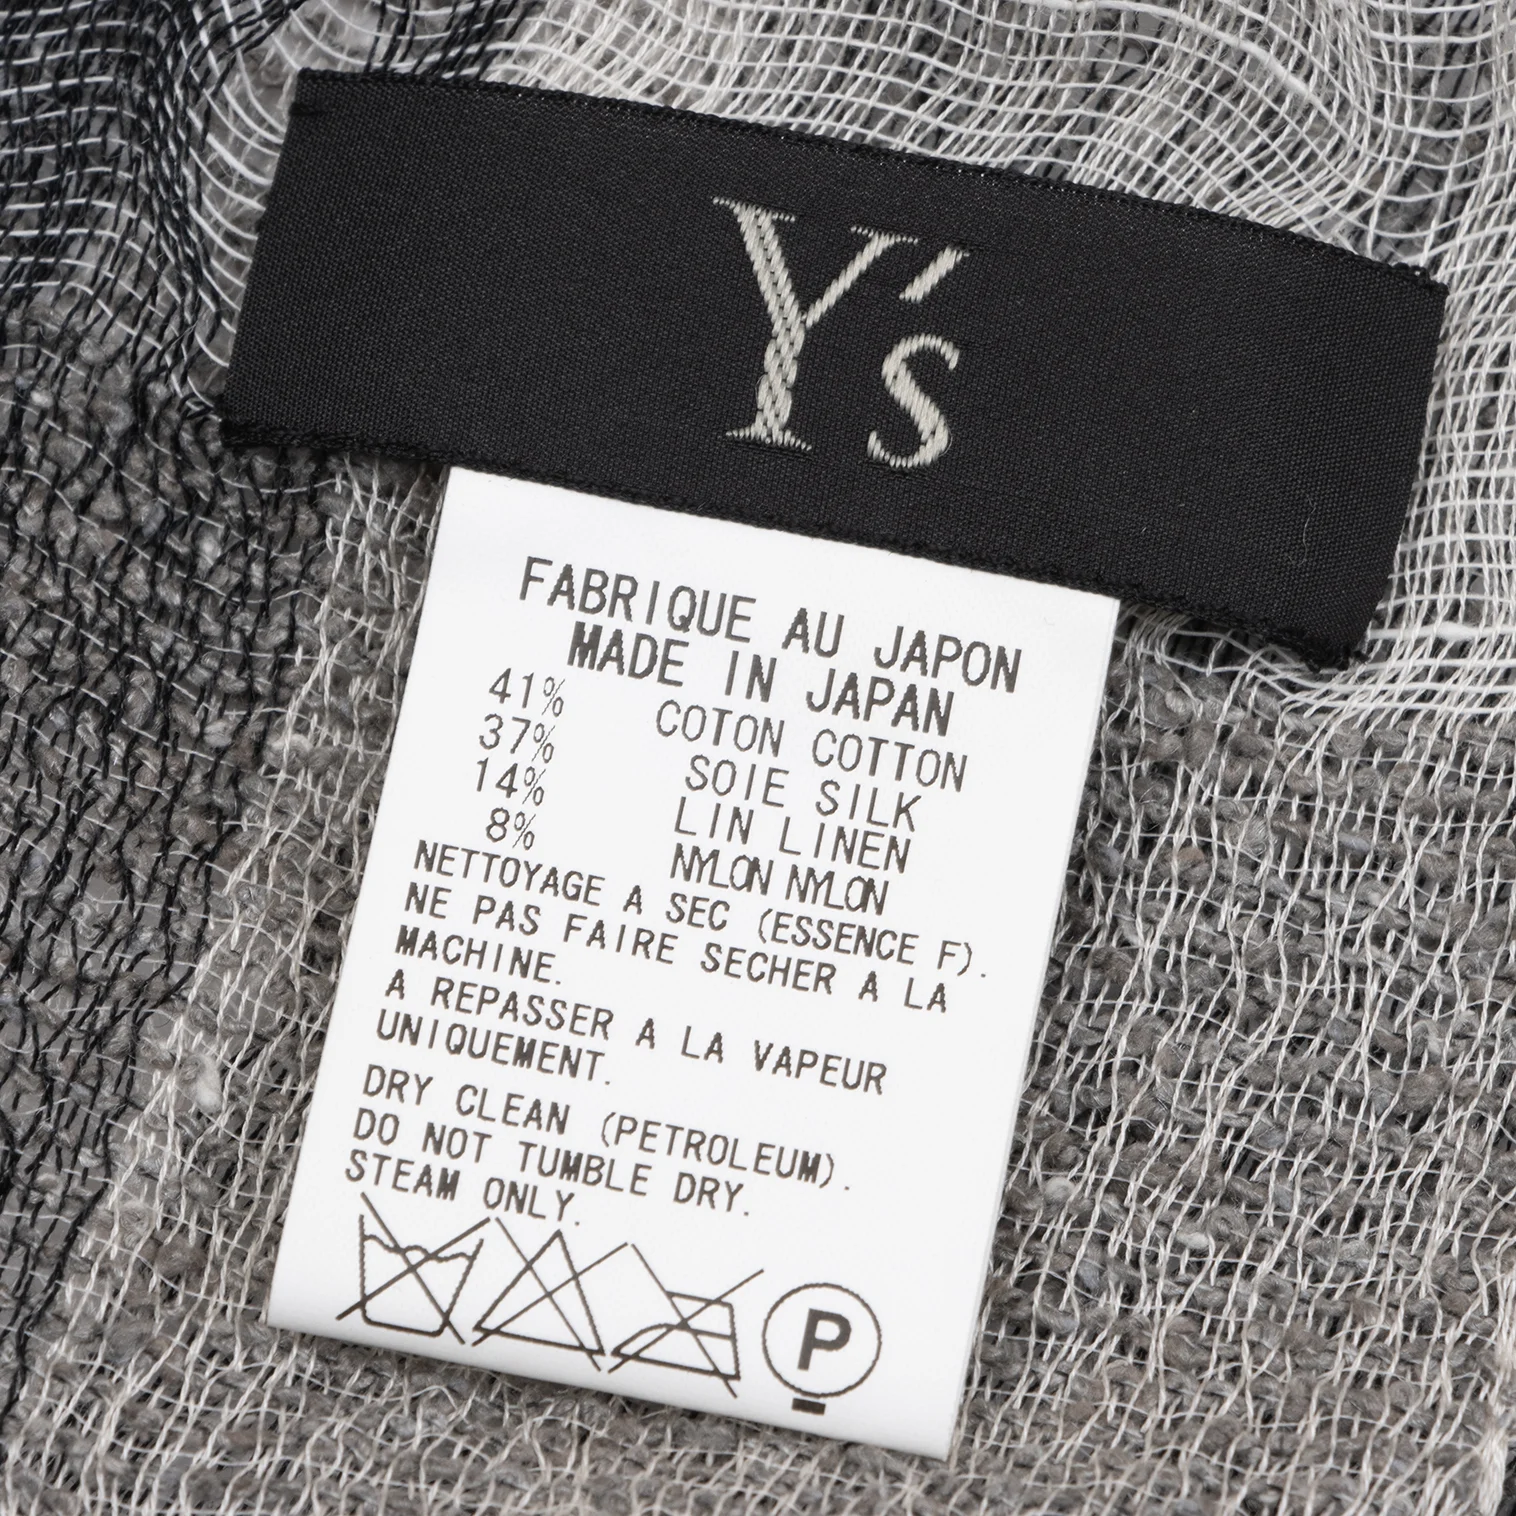 Y's
FABRIQUE AU JAPON
MADE IN JAPAN
41% COTON COTTON
37% SOIE SILK
14% LIN LINEN
8% NYLON NYLON
NETTOYAGE A SEC (ESSENCE F).
NE PAS FAIRE SECHER A LA
MACHINE.
A REPASSER A LA VAPEUR
UNIQUEMENT.
DRY CLEAN (PETROLEUM).
DO NOT TUMBLE DRY.
STEAM ONLY.
P